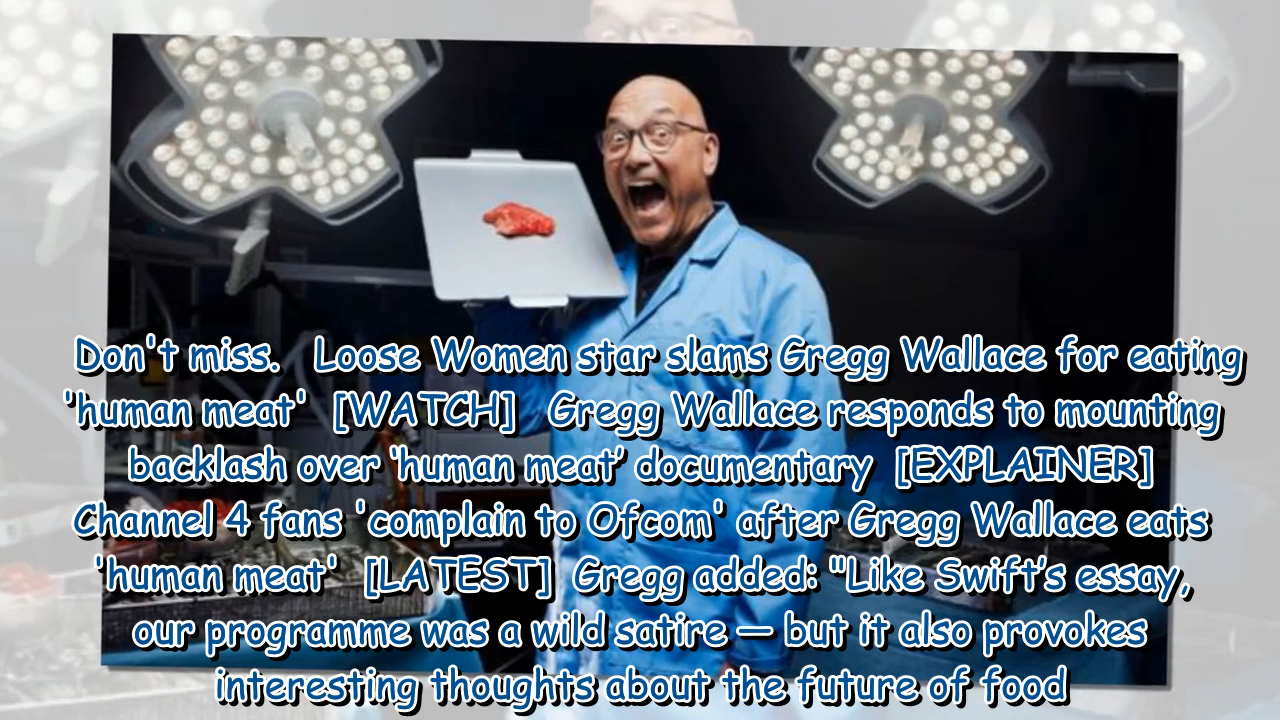 Don't miss.   Loose Women star slams Gregg Wallace for eating
'human meat'  [WATCH]   Gregg Wallace responds to mounting
backlash over ‘human meat’ documentary  [EXPLAINER]
Channel 4 fans 'complain to Ofcom' after Gregg Wallace eats
'human meat'  [LATEST]  Gregg added: "Like Swift’s essay,
our programme was a wild satire — but it also provokes
interesting thoughts about the future of food